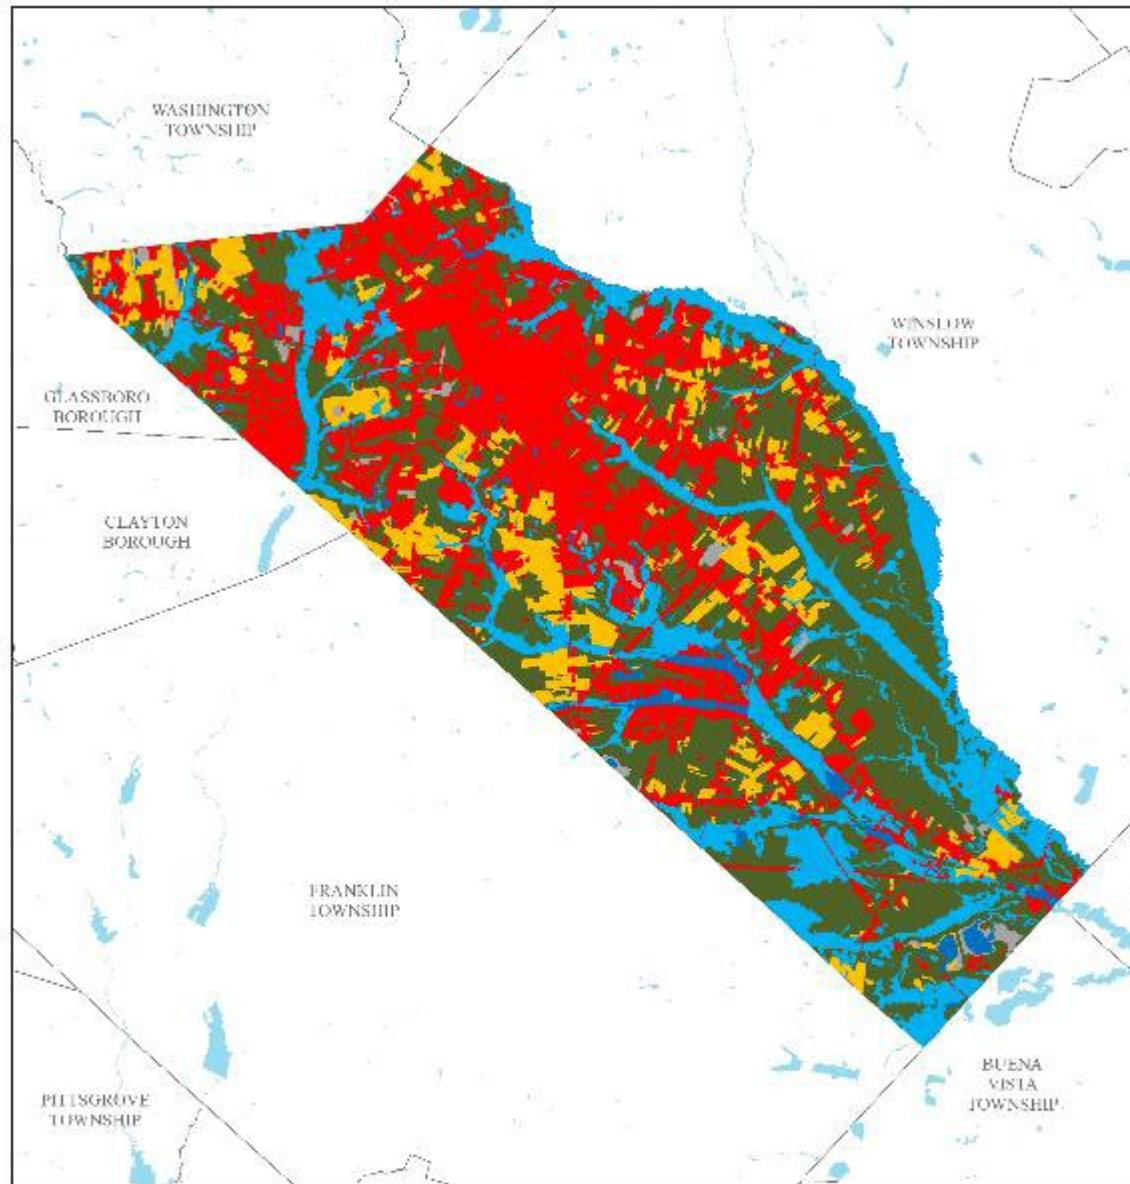 WASHINGTON
TOWNSHIP
WINSLOW
TOWNSHIP
GLASSBORO
BOROUGH
CLAYTON
BOROUGH
FRANKLIN
TOWNSHIP
BUENA
VISTA
TOWNSHIP
PITTSGROVE
TOWNSHIP